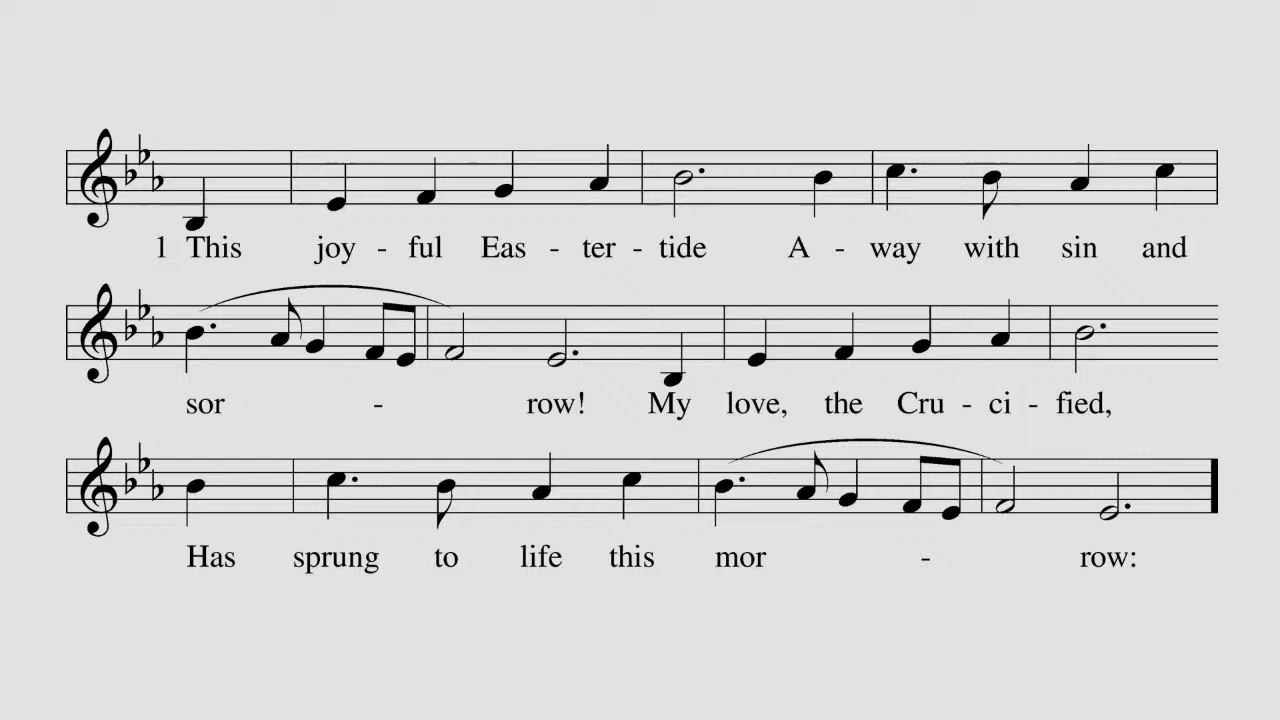 1 This joy - ful Eas - ter - tide A - way with sin and
sor - row! My love, the Cru - ci - fied,
Has sprung to life this mor - row: